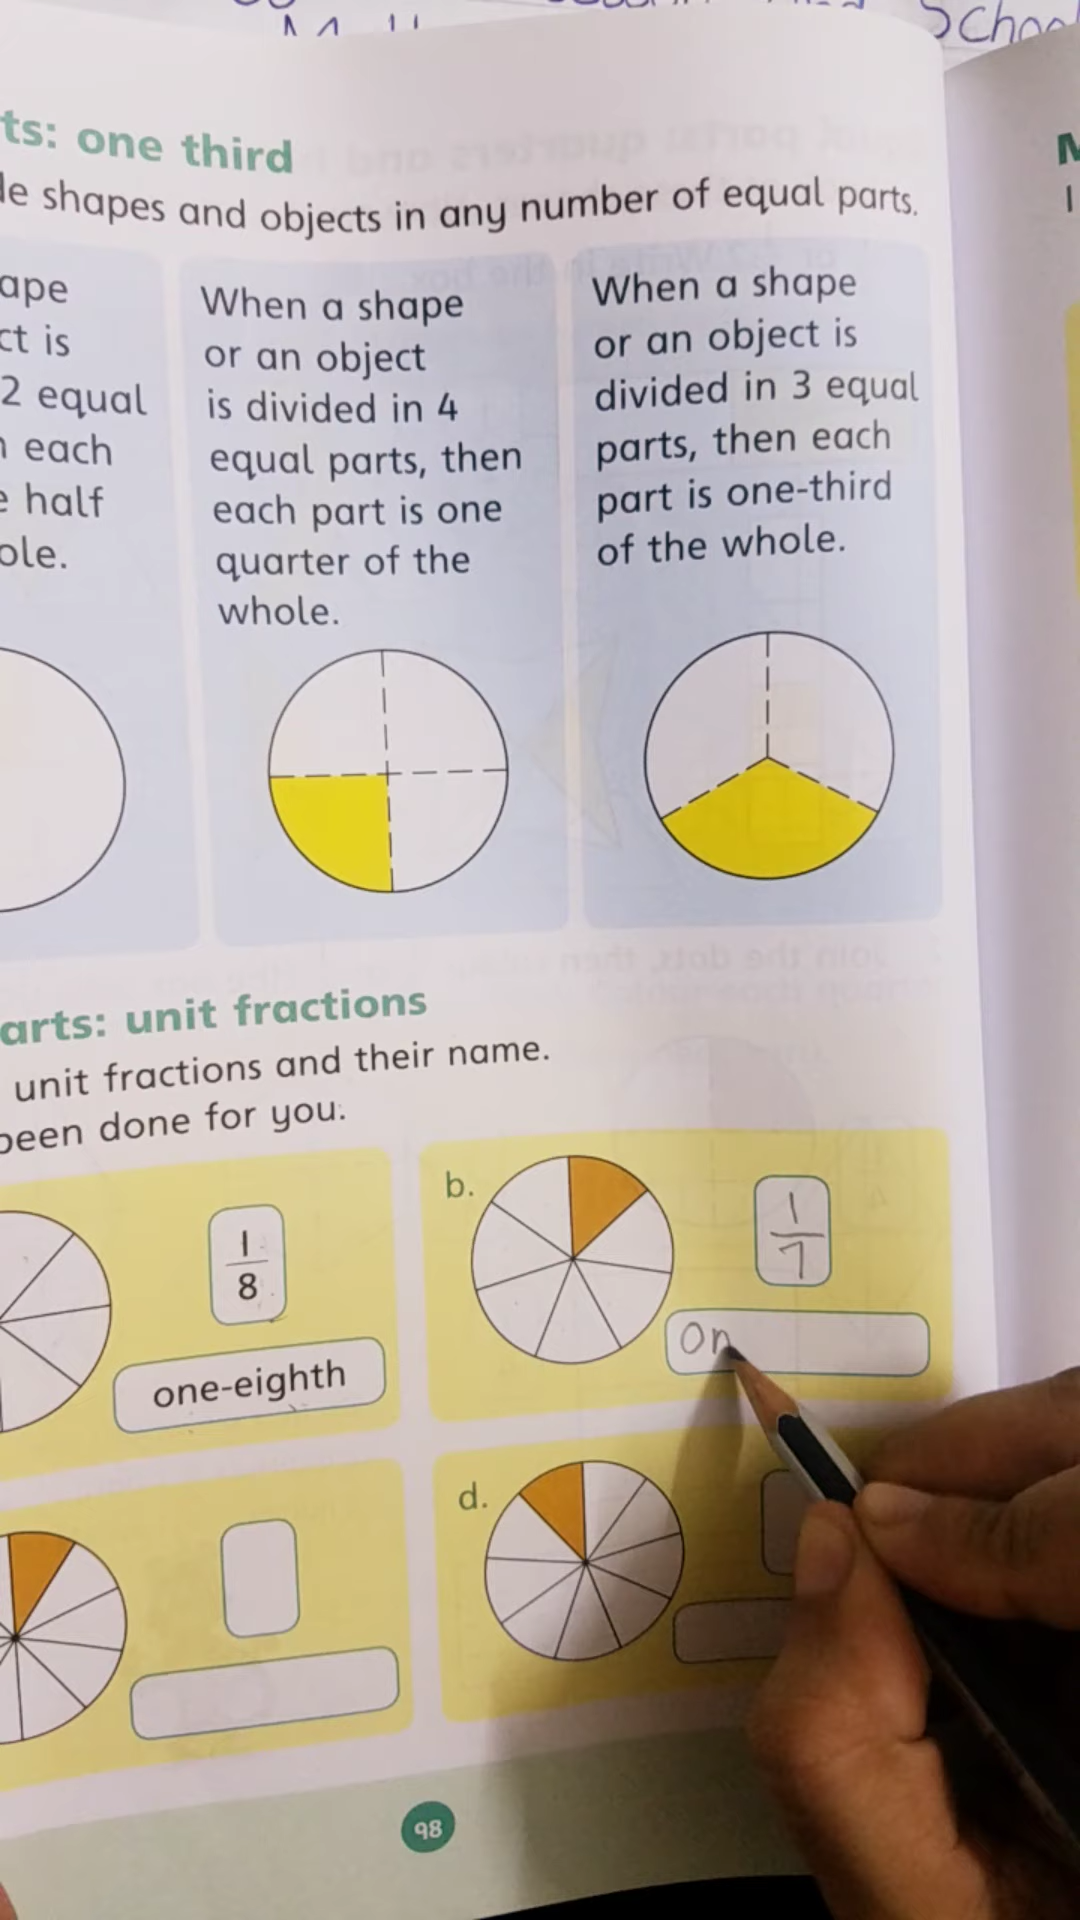 School
ts: one third
le shapes and objects in any number of equal parts.
ape
ct is
2 equal
each
half
ole.
When a shape
or an object
is divided in 4
equal parts, then
each part is one
quarter of the
whole.
When a shape
or an object is
divided in 3 equal
parts, then each
part is one-third
of the whole.
arts: unit fractions
unit fractions and their name.
been done for you.
1
8
one-eighth
b.
1
7
On
d.
98